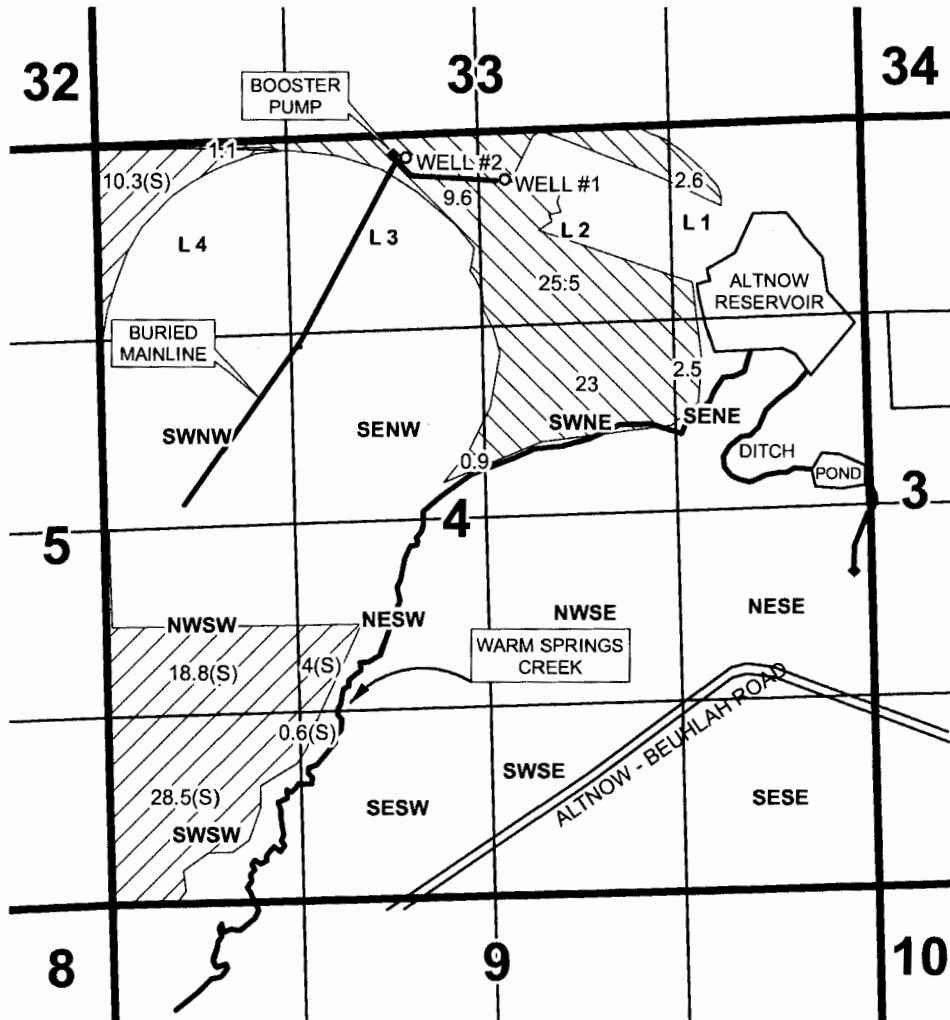 32
33
34
BOOSTER
PUMP
1.1
WELL #2
10.3(S)
WELL #1
2.6
9.6
L 4
L 3
L 2
L 1
25.5
ALTNOW
RESERVOIR
BURIED
MAINLINE
2.5
23
SWNW
SENW
SWNE
SENE
DITCH
0.9
POND
3
4
5
NWSW
NESW
NWSE
NESE
18.8(S)
4(S)
WARM SPRINGS
CREEK
0.6(S)
28.5(S)
SWSW
SESW
SWSE
ALTNOW - BEUHLAH ROAD
SESE
8
9
10